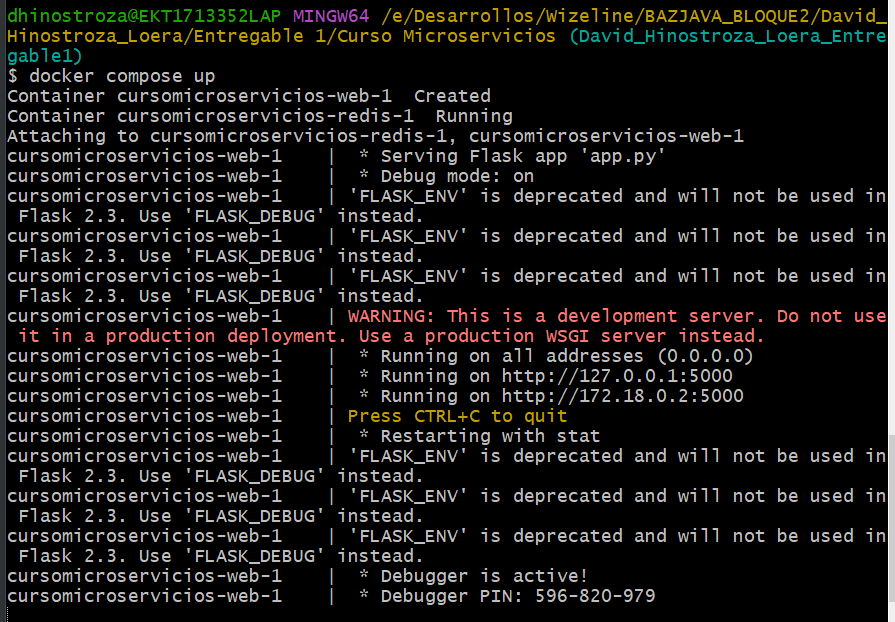 dhinostroza@EKT1713352LAP MINGW64 /e/Desarrollos/Wizeline/BAZJAVA_BLOQUE2/David_
Hinostroza_Loera/Entregable 1/Curso Microservicios (David_Hinostroza_Loera_Entre
gable1)
$ docker compose up
Container cursomicroservicios-web-1  Created
Container cursomicroservicios-redis-1  Running
Attaching to cursomicroservicios-redis-1, cursomicroservicios-web-1
cursomicroservicios-web-1    |  * Serving Flask app 'app.py'
cursomicroservicios-web-1    |  * Debug mode: on
cursomicroservicios-web-1    | 'FLASK_ENV' is deprecated and will not be used in
 Flask 2.3. Use 'FLASK_DEBUG' instead.
cursomicroservicios-web-1    | 'FLASK_ENV' is deprecated and will not be used in
 Flask 2.3. Use 'FLASK_DEBUG' instead.
cursomicroservicios-web-1    | 'FLASK_ENV' is deprecated and will not be used in
 Flask 2.3. Use 'FLASK_DEBUG' instead.
cursomicroservicios-web-1    | WARNING: This is a development server. Do not use
 it in a production deployment. Use a production WSGI server instead.
cursomicroservicios-web-1    |  * Running on all addresses (0.0.0.0)
cursomicroservicios-web-1    |  * Running on http://127.0.0.1:5000
cursomicroservicios-web-1    |  * Running on http://172.18.0.2:5000
cursomicroservicios-web-1    | Press CTRL+C to quit
cursomicroservicios-web-1    |  * Restarting with stat
cursomicroservicios-web-1    | 'FLASK_ENV' is deprecated and will not be used in
 Flask 2.3. Use 'FLASK_DEBUG' instead.
cursomicroservicios-web-1    | 'FLASK_ENV' is deprecated and will not be used in
 Flask 2.3. Use 'FLASK_DEBUG' instead.
cursomicroservicios-web-1    | 'FLASK_ENV' is deprecated and will not be used in
 Flask 2.3. Use 'FLASK_DEBUG' instead.
cursomicroservicios-web-1    |  * Debugger is active!
cursomicroservicios-web-1    |  * Debugger PIN: 596-820-979